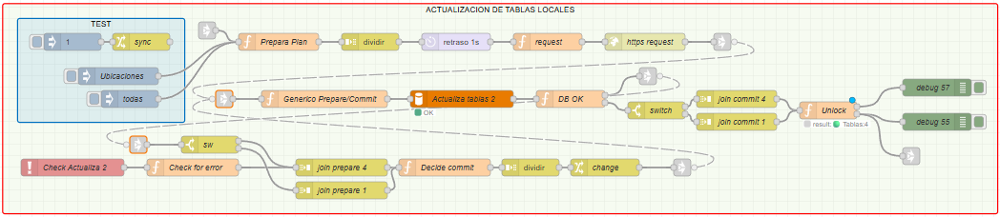 ACTUALIZACION DE TABLAS LOCALES
TEST
1
sync
Prepara Plan
dividir
retraso 1s
request
https request
Ubicaciones
todas
Generico Prepare/Commit
Actualiza tablas 2
OK
DB OK
switch
join commit 4
join commit 1
Unlock
result:
Tablas:4
debug 57
debug 55
sw
Check Actualiza 2
Check for error
join prepare 4
join prepare 1
Decide commit
dividir
change